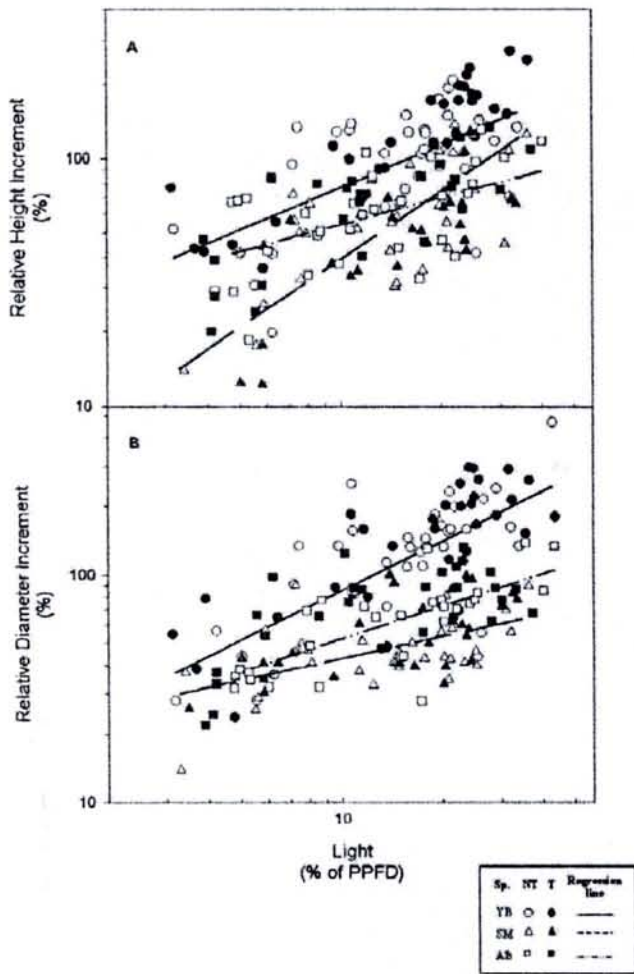 A
Relative Height Increment
(%)
100
10
B
Relative Diameter Increment
(%)
100
10
10
Light
(% of PPFD)
Sp. NT T Regression
line
YB
SM
AB